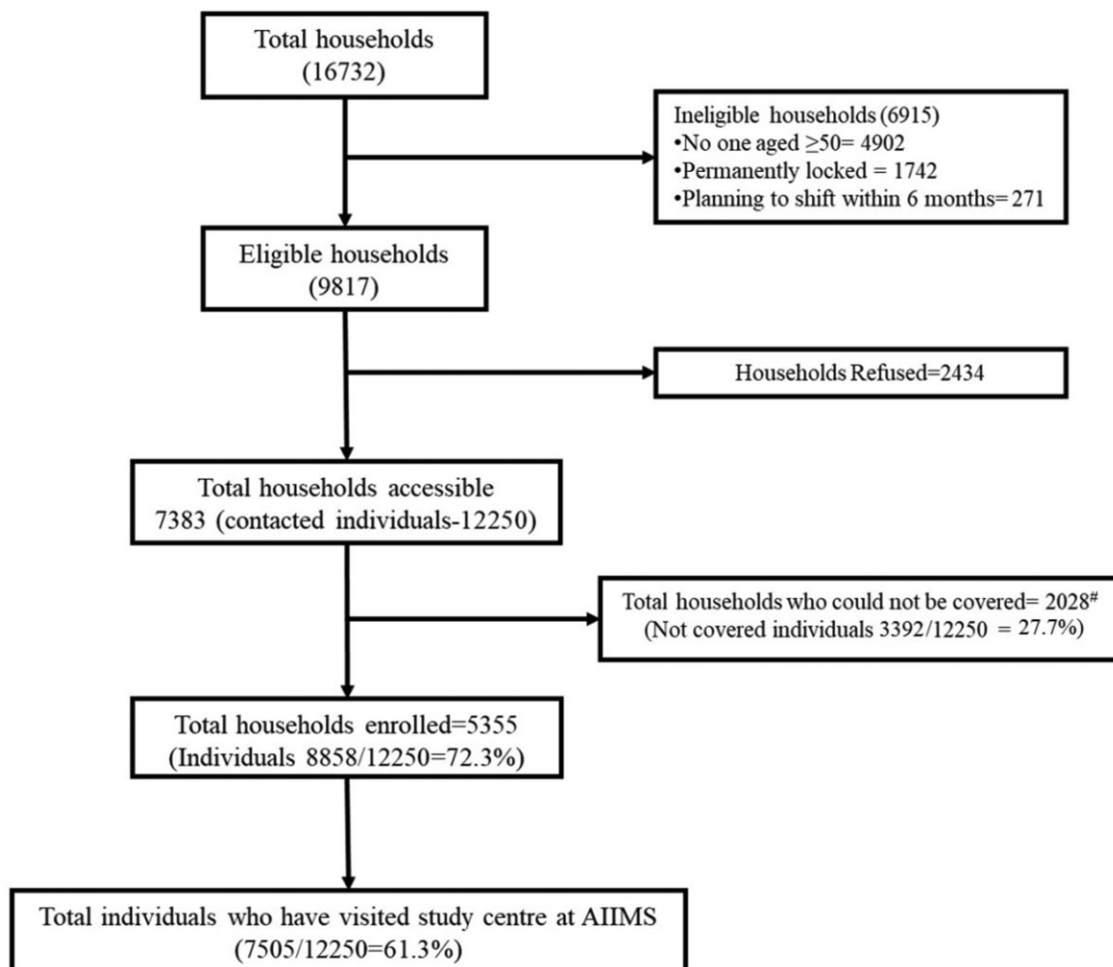 Total households
(16732)
Ineligible households (6915)
•No one aged ≥50= 4902
•Permanently locked = 1742
•Planning to shift within 6 months= 271
Eligible households
(9817)
Households Refused=2434
Total households accessible
7383 (contacted individuals-12250)
Total households who could not be covered= 2028#
(Not covered individuals 3392/12250 = 27.7%)
Total households enrolled=5355
(Individuals 8858/12250=72.3%)
Total individuals who have visited study centre at AIIMS
(7505/12250=61.3%)